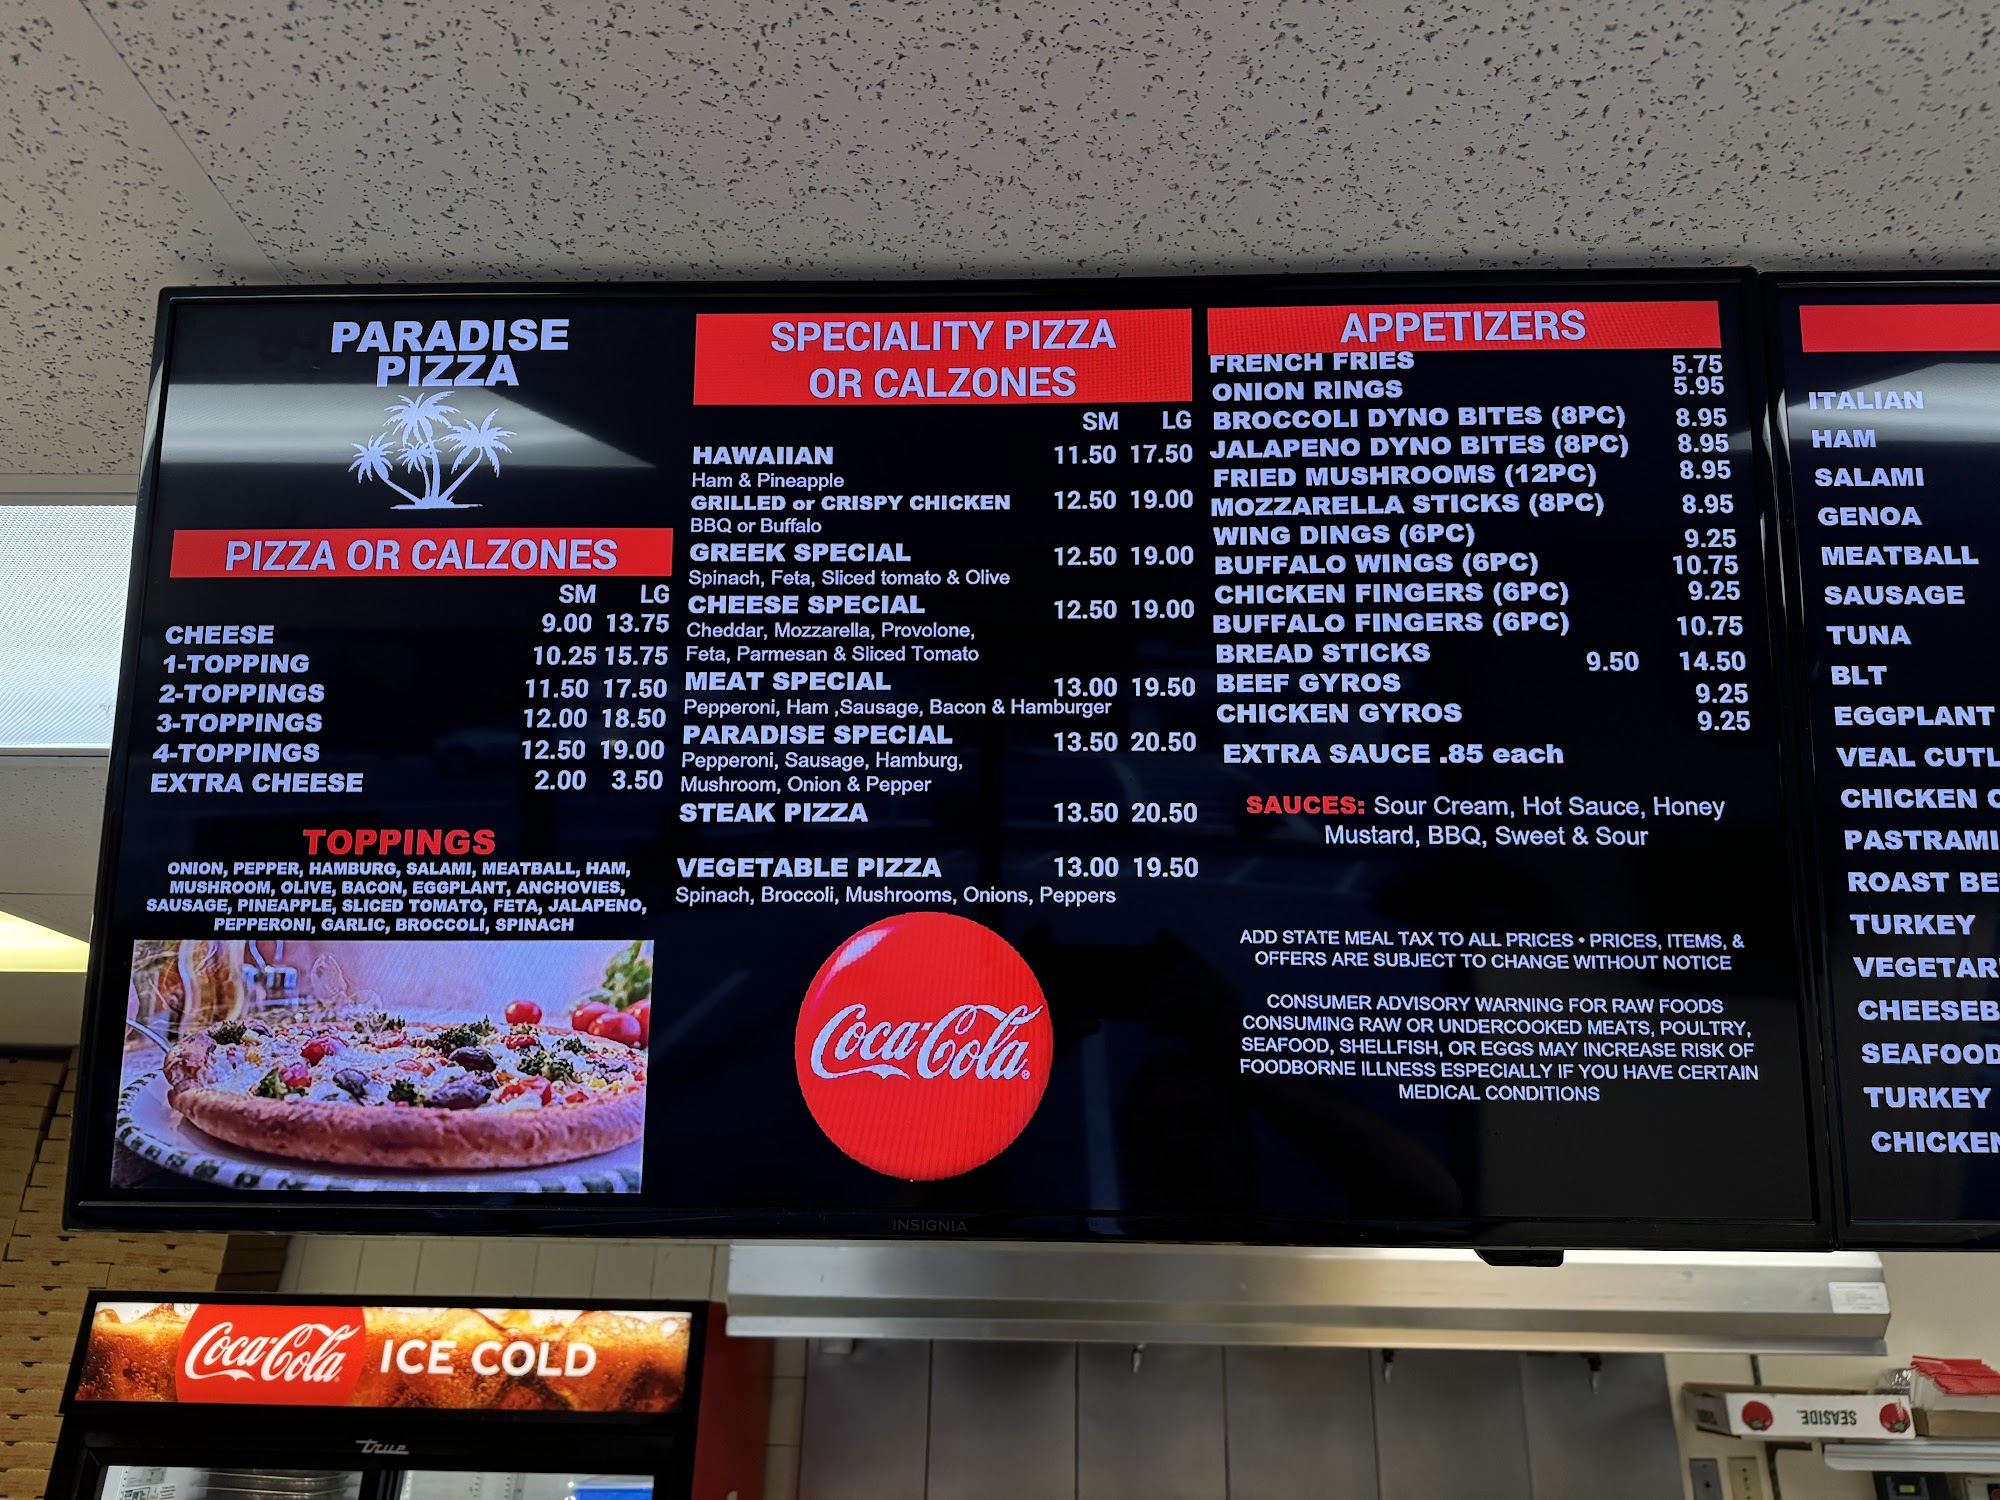 PARADISE
PIZZA
PIZZA OR CALZONES
SM LG
CHEESE 9.00 13.75
1-TOPPING 10.25 15.75
2-TOPPINGS 11.50 17.50
3-TOPPINGS 12.00 18.50
4-TOPPINGS 12.50 19.00
EXTRA CHEESE 2.00 3.50
TOPPINGS
ONION, PEPPER, HAMBURG, SALAMI, MEATBALL, HAM,
MUSHROOM, OLIVE, BACON, EGGPLANT, ANCHOVIES,
SAUSAGE, PINEAPPLE, SLICED TOMATO, FETA, JALAPENO,
PEPPERONI, GARLIC, BROCCOLI, SPINACH
SPECIALITY PIZZA
OR CALZONES
SM LG
HAWAIIAN 11.50 17.50
Ham & Pineapple
GRILLED or CRISPY CHICKEN 12.50 19.00
BBQ or Buffalo
GREEK SPECIAL 12.50 19.00
Spinach, Feta, Sliced tomato & Olive
CHEESE SPECIAL 12.50 19.00
Cheddar, Mozzarella, Provolone,
Feta, Parmesan & Sliced Tomato
MEAT SPECIAL 13.00 19.50
Pepperoni, Ham ,Sausage, Bacon & Hamburger
PARADISE SPECIAL 13.50 20.50
Pepperoni, Sausage, Hamburg,
Mushroom, Onion & Pepper
STEAK PIZZA 13.50 20.50
VEGETABLE PIZZA 13.00 19.50
Spinach, Broccoli, Mushrooms, Onions, Peppers
Coca-Cola
APPETIZERS
FRENCH FRIES 5.75
ONION RINGS 5.95
BROCCOLI DYNO BITES (8PC) 8.95
JALAPENO DYNO BITES (8PC) 8.95
FRIED MUSHROOMS (12PC) 8.95
MOZZARELLA STICKS (8PC) 8.95
WING DINGS (6PC) 9.25
BUFFALO WINGS (6PC) 10.75
CHICKEN FINGERS (6PC) 9.25
BUFFALO FINGERS (6PC) 10.75
BREAD STICKS 9.50 14.50
BEEF GYROS 9.25
CHICKEN GYROS 9.25
EXTRA SAUCE .85 each
SAUCES: Sour Cream, Hot Sauce, Honey
Mustard, BBQ, Sweet & Sour
ADD STATE MEAL TAX TO ALL PRICES • PRICES, ITEMS, &
OFFERS ARE SUBJECT TO CHANGE WITHOUT NOTICE
CONSUMER ADVISORY WARNING FOR RAW FOODS
CONSUMING RAW OR UNDERCOOKED MEATS, POULTRY,
SEAFOOD, SHELLFISH, OR EGGS MAY INCREASE RISK OF
FOODBORNE ILLNESS ESPECIALLY IF YOU HAVE CERTAIN
MEDICAL CONDITIONS
ITALIAN
HAM
SALAMI
GENOA
MEATBALL
SAUSAGE
TUNA
BLT
EGGPLANT
VEAL CUTL
CHICKEN C
PASTRAMI
ROAST BE
TURKEY
VEGETAR
CHEESEB
SEAFOOD
TURKEY
CHICKEN
INSIGNIA
Coca-Cola ICE COLD
True
SEASIDE